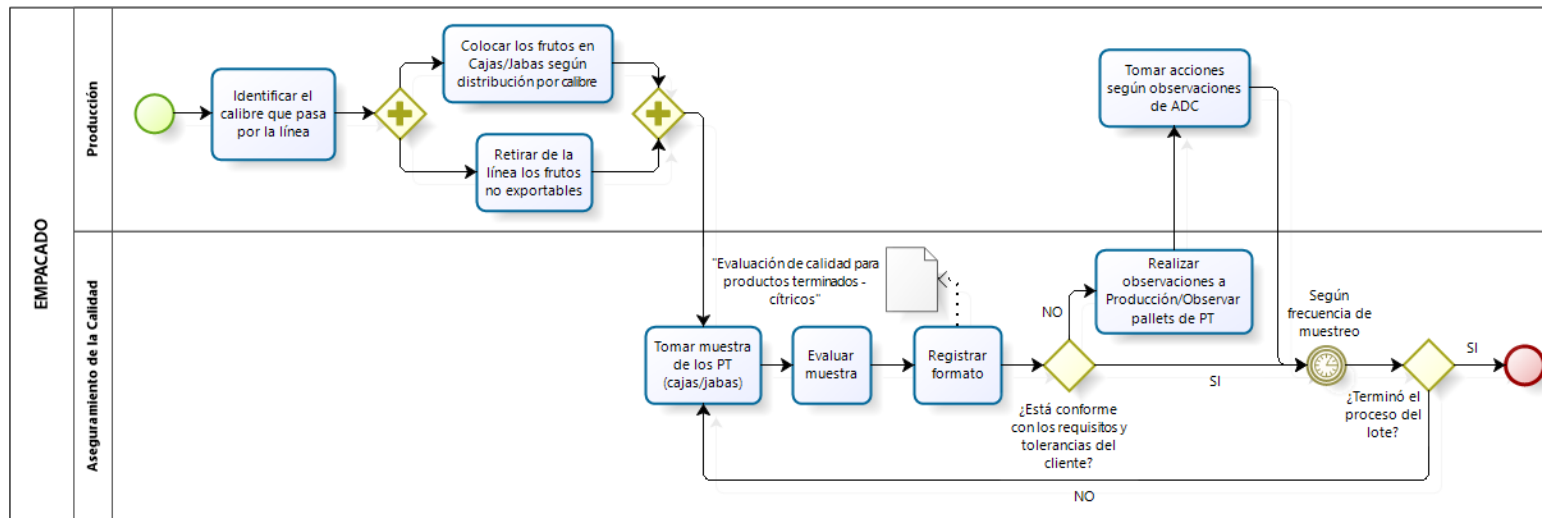 EMPACADO
Producción
Identificar el
calibre que pasa
por la línea
Colocar los frutos en
Cajas/Jabas según
distribución por calibre
Retirar de la
línea los frutos
no exportables
Tomar acciones
según observaciones
de ADC
Aseguramiento de la Calidad
Tomar muestra
de los PT
(cajas/jabas)
Evaluar
muestra
"Evaluación de calidad para
productos terminados -
cítricos"
Registrar
formato
¿Está conforme
con los requisitos y
tolerancias del
cliente?
NO
Realizar
observaciones a
Producción/Observar
pallets de PT
SI
Según
frecuencia de
muestreo
¿Terminó el
proceso del
lote?
SI
NO